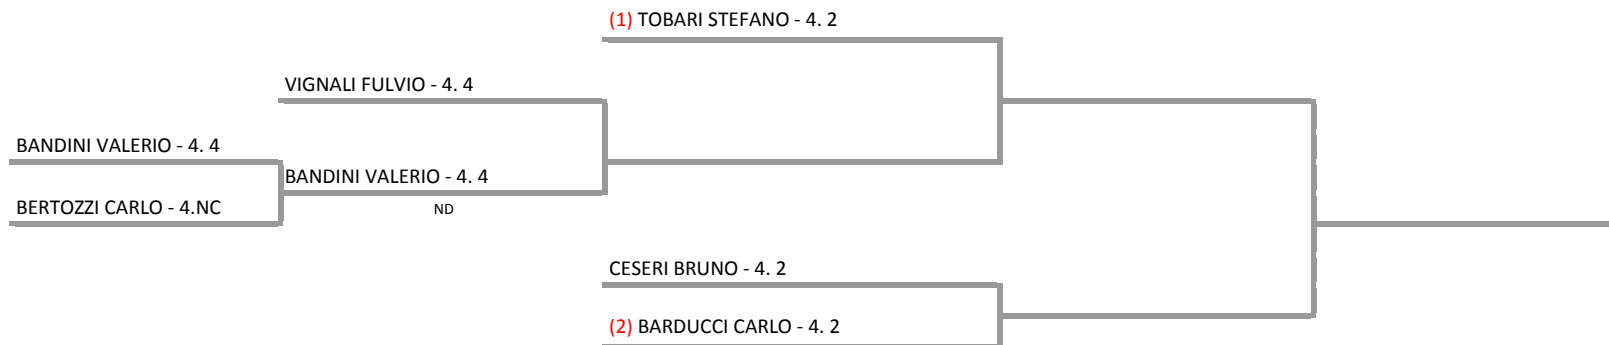 (1) TOBARI STEFANO - 4. 2
VIGNALI FULVIO - 4. 4
BANDINI VALERIO - 4. 4
BANDINI VALERIO - 4. 4
BERTOZZI CARLO - 4.NC
ND
CESERI BRUNO - 4. 2
(2) BARDUCCI CARLO - 4. 2